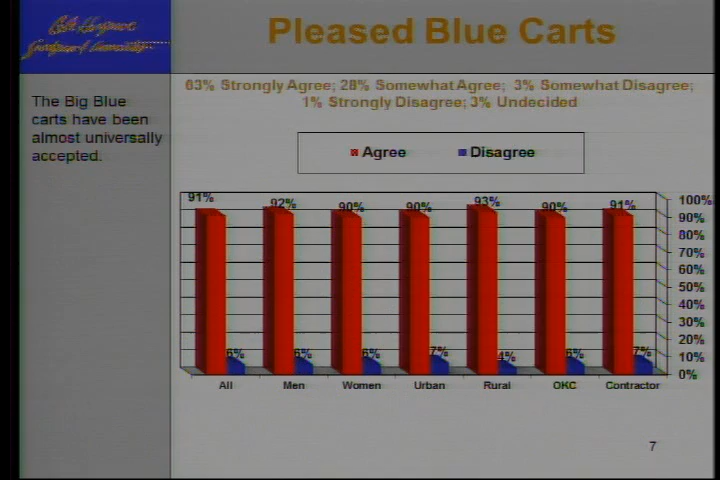 Pleased Blue Carts
63% Strongly Agree; 28% Somewhat Agree; 3% Somewhat Disagree;
1% Strongly Disagree; 3% Undecided
The Big Blue
carts have been
almost universally
accepted.
Agree Disagree
91% 92% 90% 90% 93% 90% 91%
6% 6% 6% 7% 4% 6% 7%
100%
90%
80%
70%
60%
50%
40%
30%
20%
10%
0%
All Men Women Urban Rural OKC Contractor
7